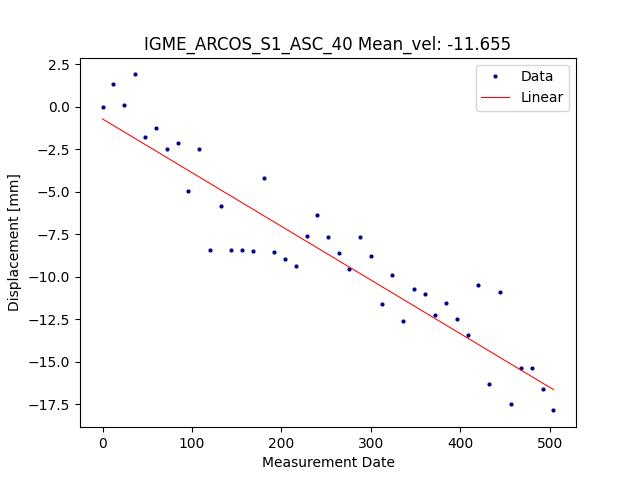 IGME_ARCOS_S1_ASC_40 Mean_vel: -11.655
2.5
0.0
−2.5
−5.0
−7.5
−10.0
−12.5
−15.0
−17.5
Displacement [mm]
Data
Linear
0 100 200 300 400 500
Measurement Date